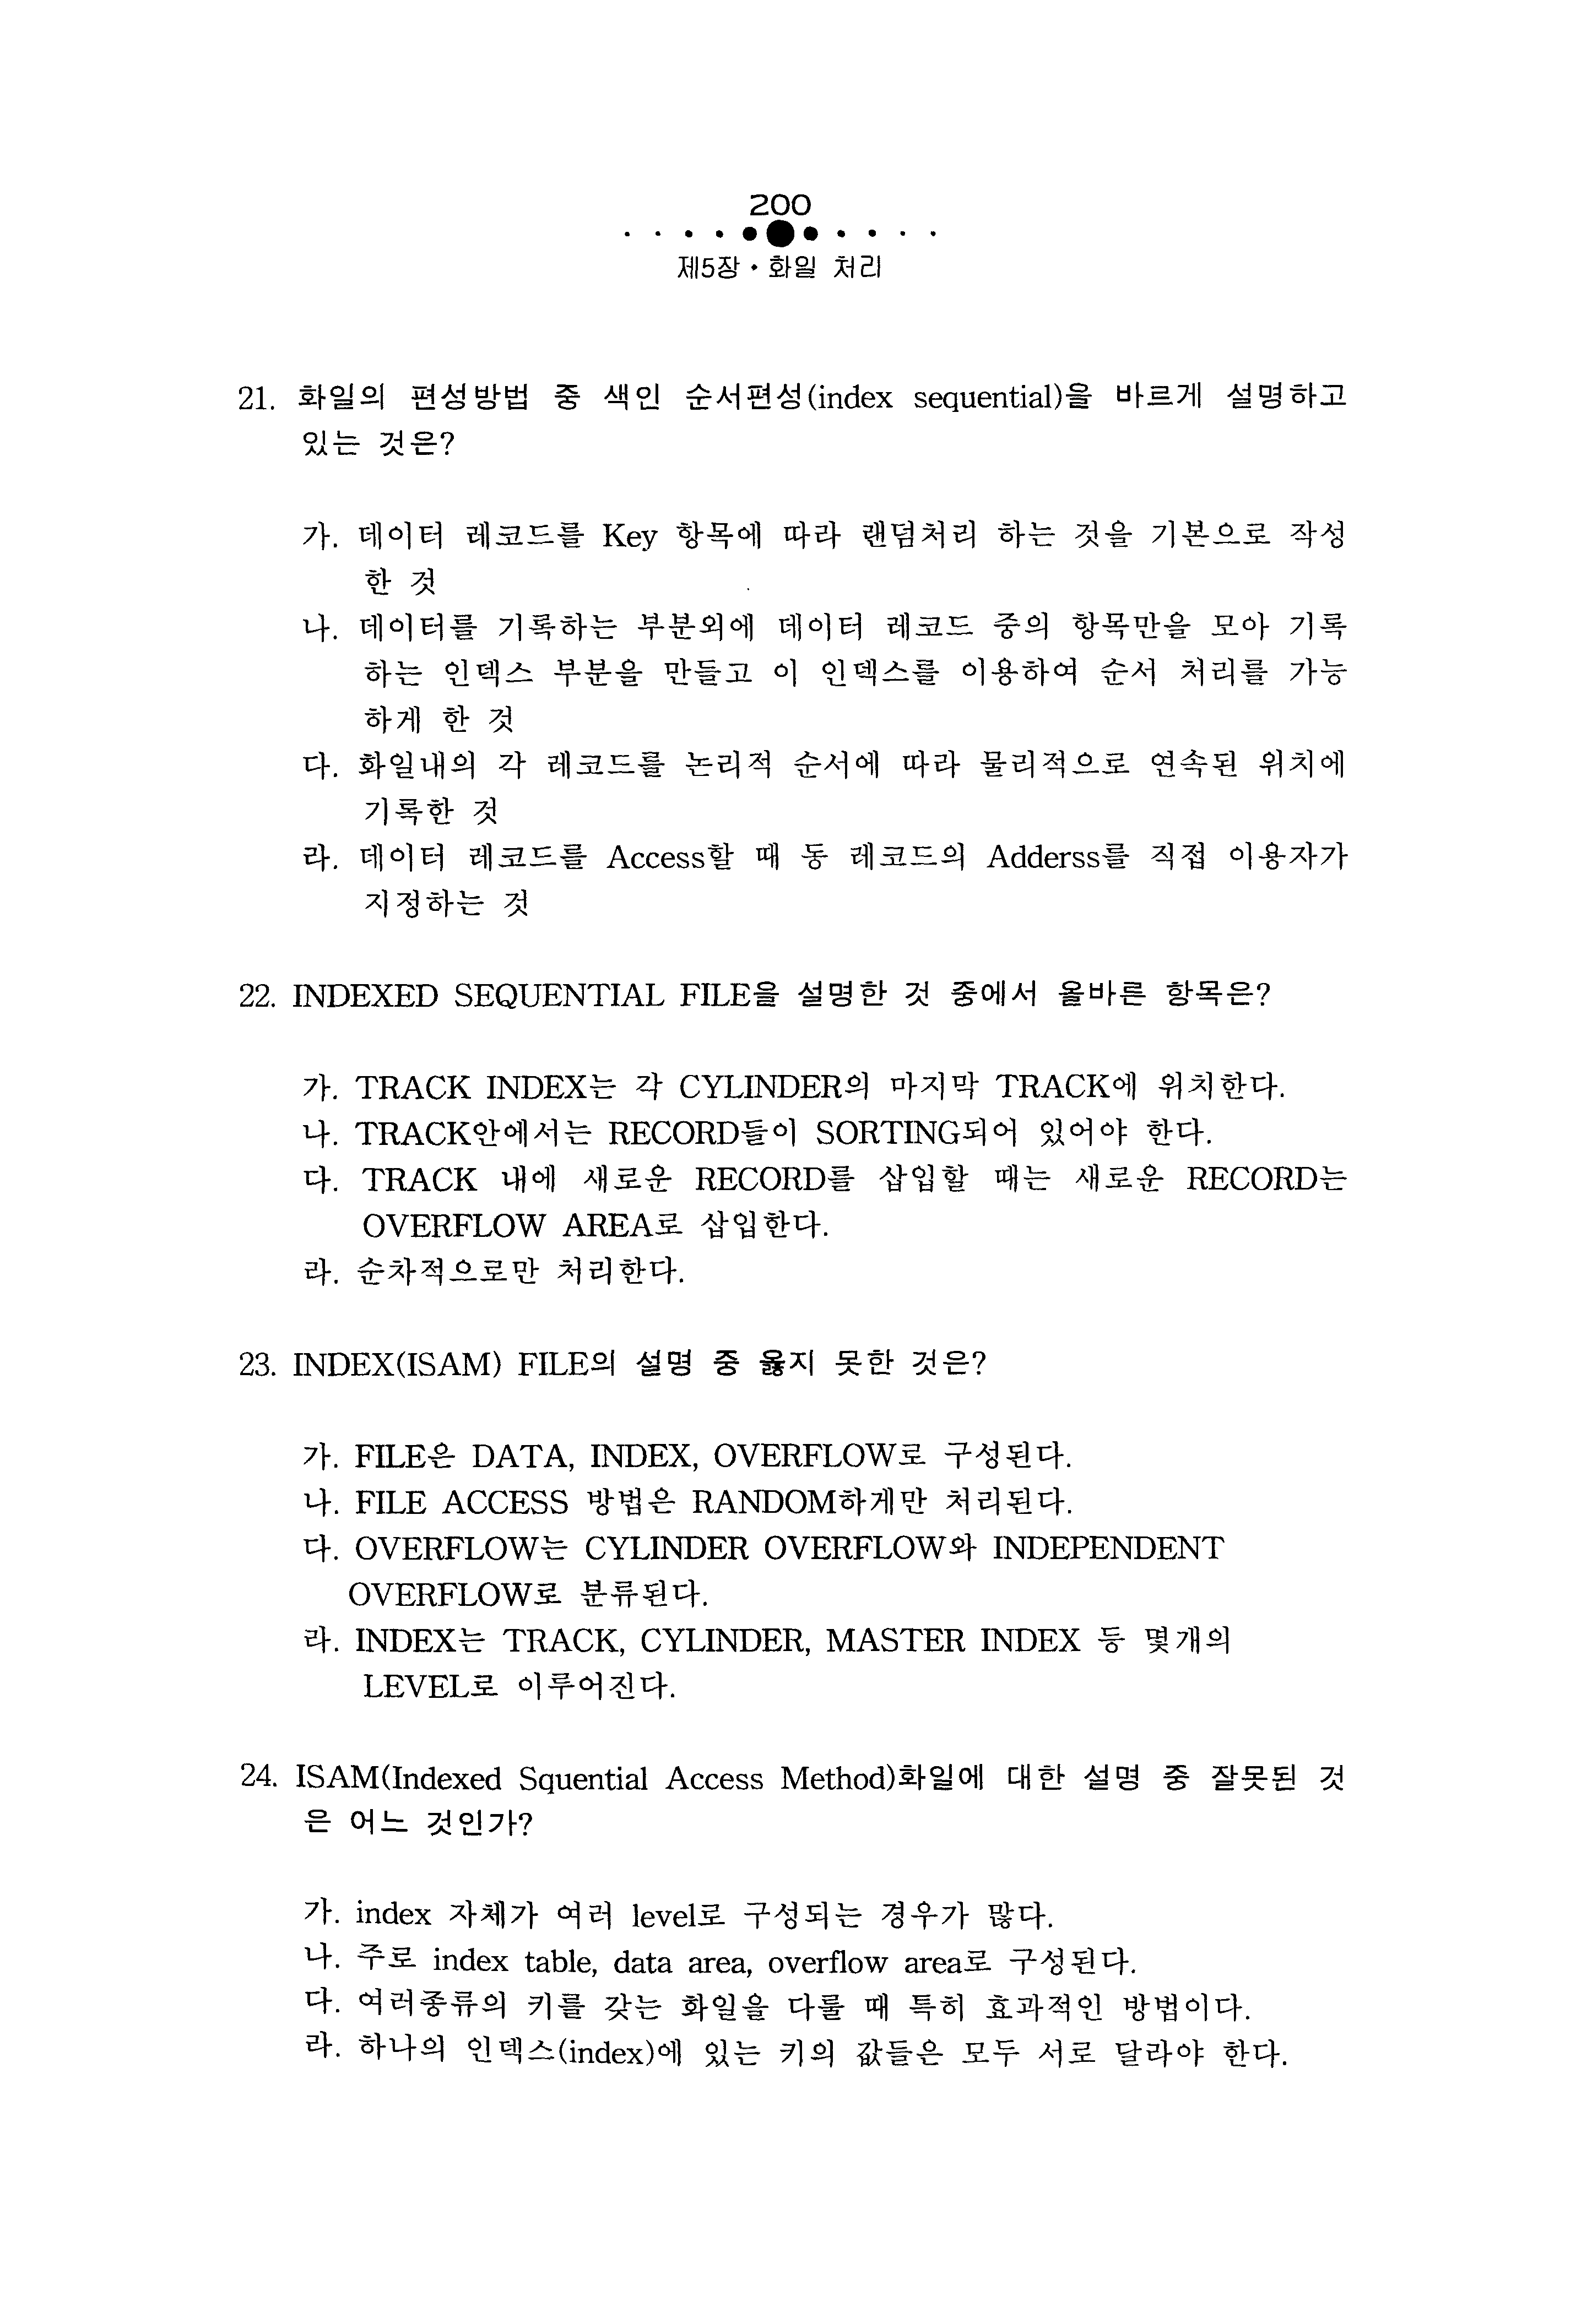 200
제5장·화일 처리
21. 화일의 편성방법 중 색인 순서편성(index sequential)을 바르게 설명하고
있는 것은?
가. 데이터 레코드를 Key 항목에 따라 랜덤처리 하는 것을 기본으로 작성
한 것
나. 데이터를 기록하는 부분외에 데이터 레코드 중의 항목만을 모아 기록
하는 인덱스 부분을 만들고 이 인덱스를 이용하여 순서 처리를 가능
하게 한 것
다. 화일내의 각 레코드를 논리적 순서에 따라 물리적으로 연속된 위치에
기록한 것
라. 데이터 레코드를 Access할 때 동 레코드의 Adderss를 직접 이용자가
지정하는 것
22. INDEXED SEQUENTIAL FILE을 설명한 것 중에서 올바른 항목은?
가. TRACK INDEX는 각 CYLINDER의 마지막 TRACK에 위치한다.
나. TRACK안에서는 RECORD들이 SORTING되어 있어야 한다.
다. TRACK 내에 새로운 RECORD를 삽입할 때는 새로운 RECORD는
OVERFLOW AREA로 삽입한다.
라. 순차적으로만 처리한다.
23. INDEX(ISAM) FILE의 설명 중 옳지 못한 것은?
가. FILE은 DATA, INDEX, OVERFLOW로 구성된다.
나. FILE ACCESS 방법은 RANDOM하게만 처리된다.
다. OVERFLOW는 CYLINDER OVERFLOW와 INDEPENDENT
OVERFLOW로 분류된다.
라. INDEX는 TRACK, CYLINDER, MASTER INDEX 등 몇개의
LEVEL로 이루어진다.
24. ISAM(Indexed Squential Access Method)화일에 대한 설명 중 잘못된 것
은 어느 것인가?
가. index 자체가 여러 level로 구성되는 경우가 많다.
나. 주로 index table, data area, overflow area로 구성된다.
다. 여러종류의 키를 갖는 화일을 다룰 때 특히 효과적인 방법이다.
라. 하나의 인덱스(index)에 있는 키의 값들은 모두 서로 달라야 한다.